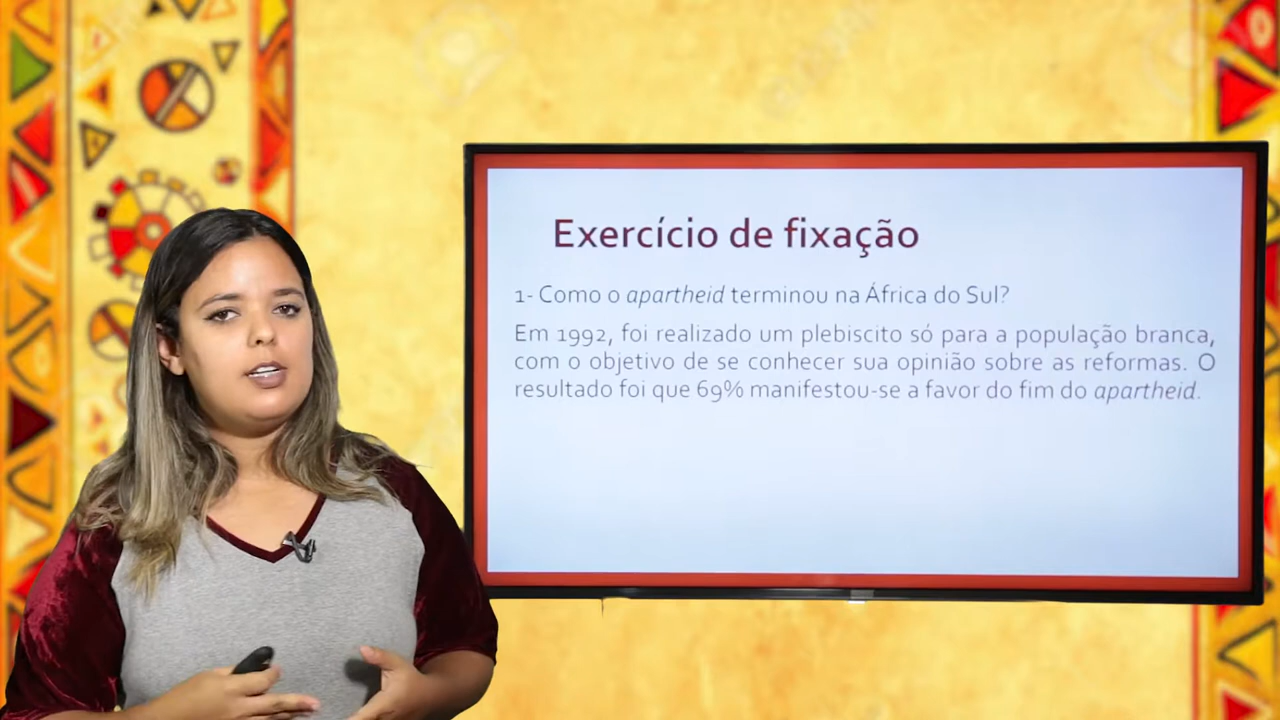 Exercício de fixação
1- Como o apartheid terminou na África do Sul?
Em 1992, foi realizado um plebiscito só para a população branca,
com o objetivo de se conhecer sua opinião sobre as reformas. O
resultado foi que 69% manifestou-se a favor do fim do apartheid.